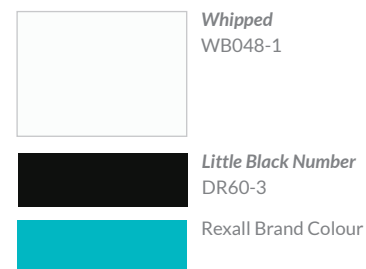 Whipped
WB048-1
Little Black Number
DR60-3
Rexall Brand Colour